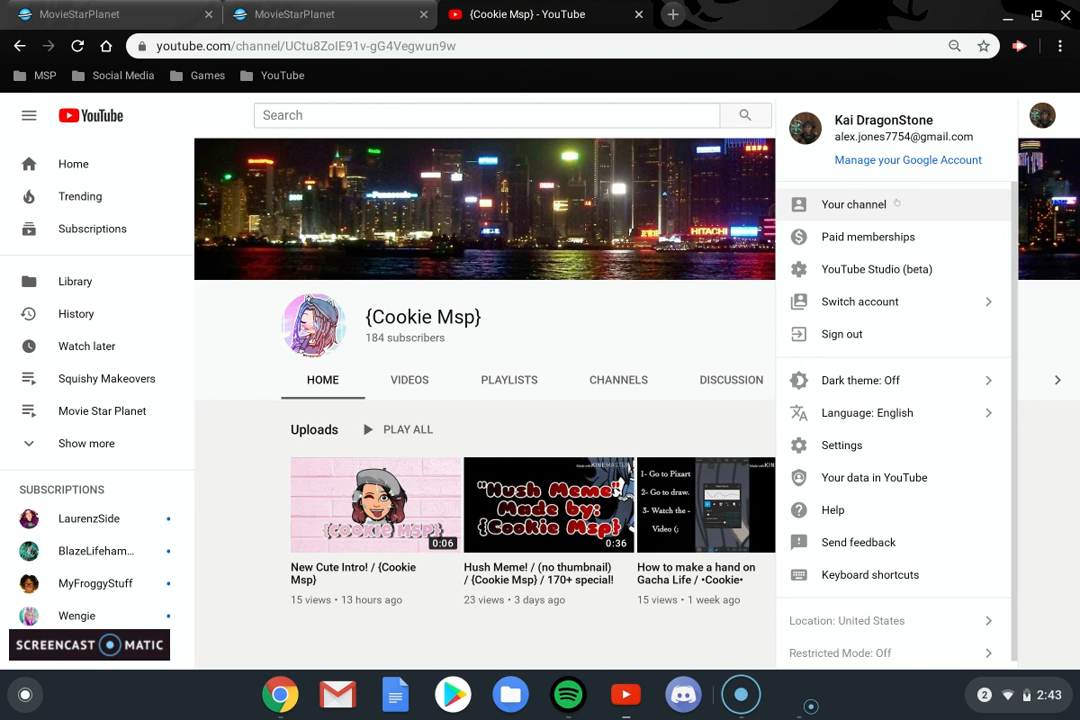 MovieStarPlanet
MovieStarPlanet
{Cookie Msp} - YouTube
youtube.com/channel/UCtu8ZoIE91v-gG4Vegwun9w
MSP
Social Media
Games
YouTube
YouTube
Search
Home
Trending
Subscriptions
Library
History
Watch later
Squishy Makeovers
Movie Star Planet
Show more
SUBSCRIPTIONS
LaurenzSide
BlazeLifeham...
MyFroggyStuff
Wengie
SCREENCAST MATIC
Panasonic
HITACHI
{Cookie Msp}
184 subscribers
HOME
VIDEOS
PLAYLISTS
CHANNELS
DISCUSSION
Uploads
PLAY ALL
COOKIE MSP
0:06
New Cute Intro! / {Cookie
Msp}
15 views • 13 hours ago
Made with KINEMASTER
"Hush Meme"
Made by:
{Cookie Msp}
0:36
Hush Meme! / (no thumbnail)
/ {Cookie Msp} / 170+ special!
23 views • 3 days ago
1- Go to Pixart
2- Go to draw.
3- Watch the -
Video (;
How to make a hand on
Gacha Life / •Cookie•
15 views • 1 week ago
Kai DragonStone
alex.jones7754@gmail.com
Manage your Google Account
Your channel
Paid memberships
YouTube Studio (beta)
Switch account
Sign out
Dark theme: Off
Language: English
Settings
Your data in YouTube
Help
Send feedback
Keyboard shortcuts
Location: United States
Restricted Mode: Off
2
2:43